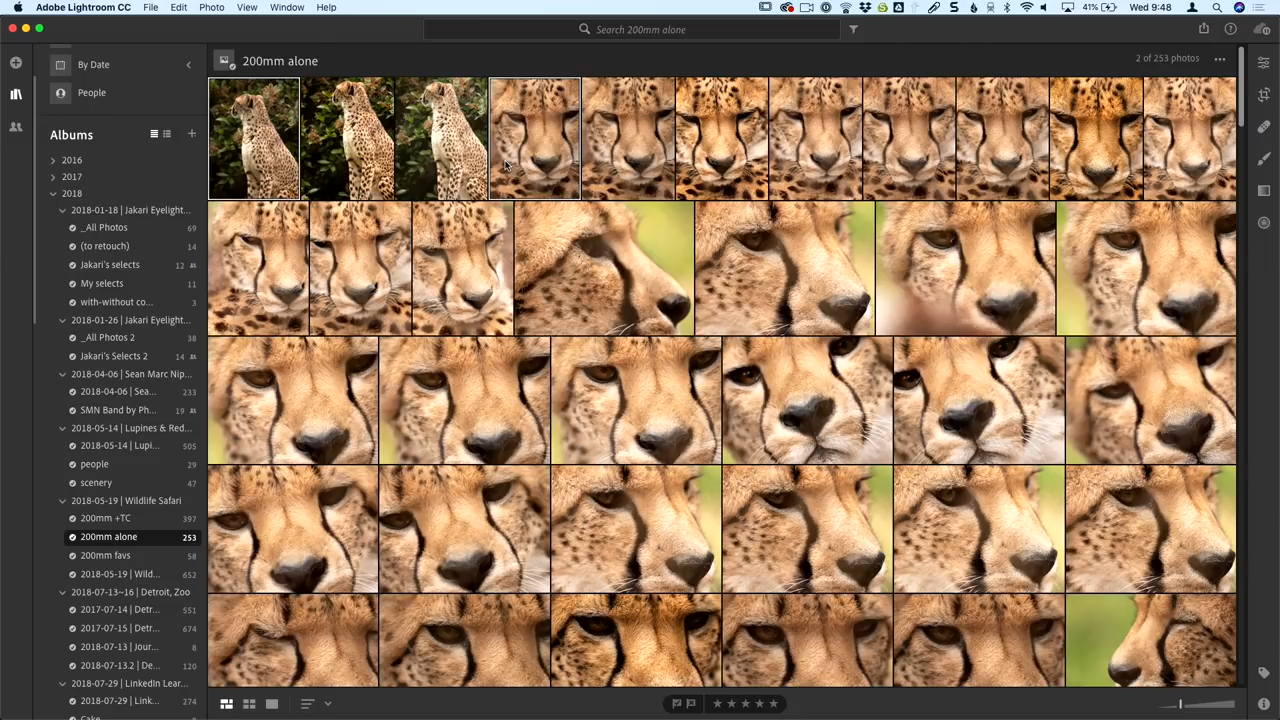 Adobe Lightroom CC File Edit Photo View Window Help 41% Wed 9:48
Search 200mm alone
By Date
People
Albums
2016
2017
2018
2018-01-18 | Jakari Eyelight...
_All Photos 69
(to retouch) 14
Jakari's selects 12
My selects 11
with-without co... 3
2018-01-26 | Jakari Eyelight...
_All Photos 2 38
Jakari's Selects 2 14
2018-04-06 | Sean Marc Nip...
2018-04-06 | Sea... 233
SMN Band by Ph... 19
2018-05-14 | Lupines & Red...
2018-05-14 | Lupi... 505
people 29
scenery 47
2018-05-19 | Wildlife Safari
200mm +TC 397
200mm alone 253
200mm favs 58
2018-05-19 | Wild... 652
2018-07-13~16 | Detroit, Zoo
2017-07-14 | Detr... 551
2017-07-15 | Detr... 674
2018-07-13 | Jour... 8
2018-07-13.2 | De... 120
2018-07-29 | LinkedIn Lear...
2018-07-29 | Link... 274
Cake
200mm alone
2 of 253 photos